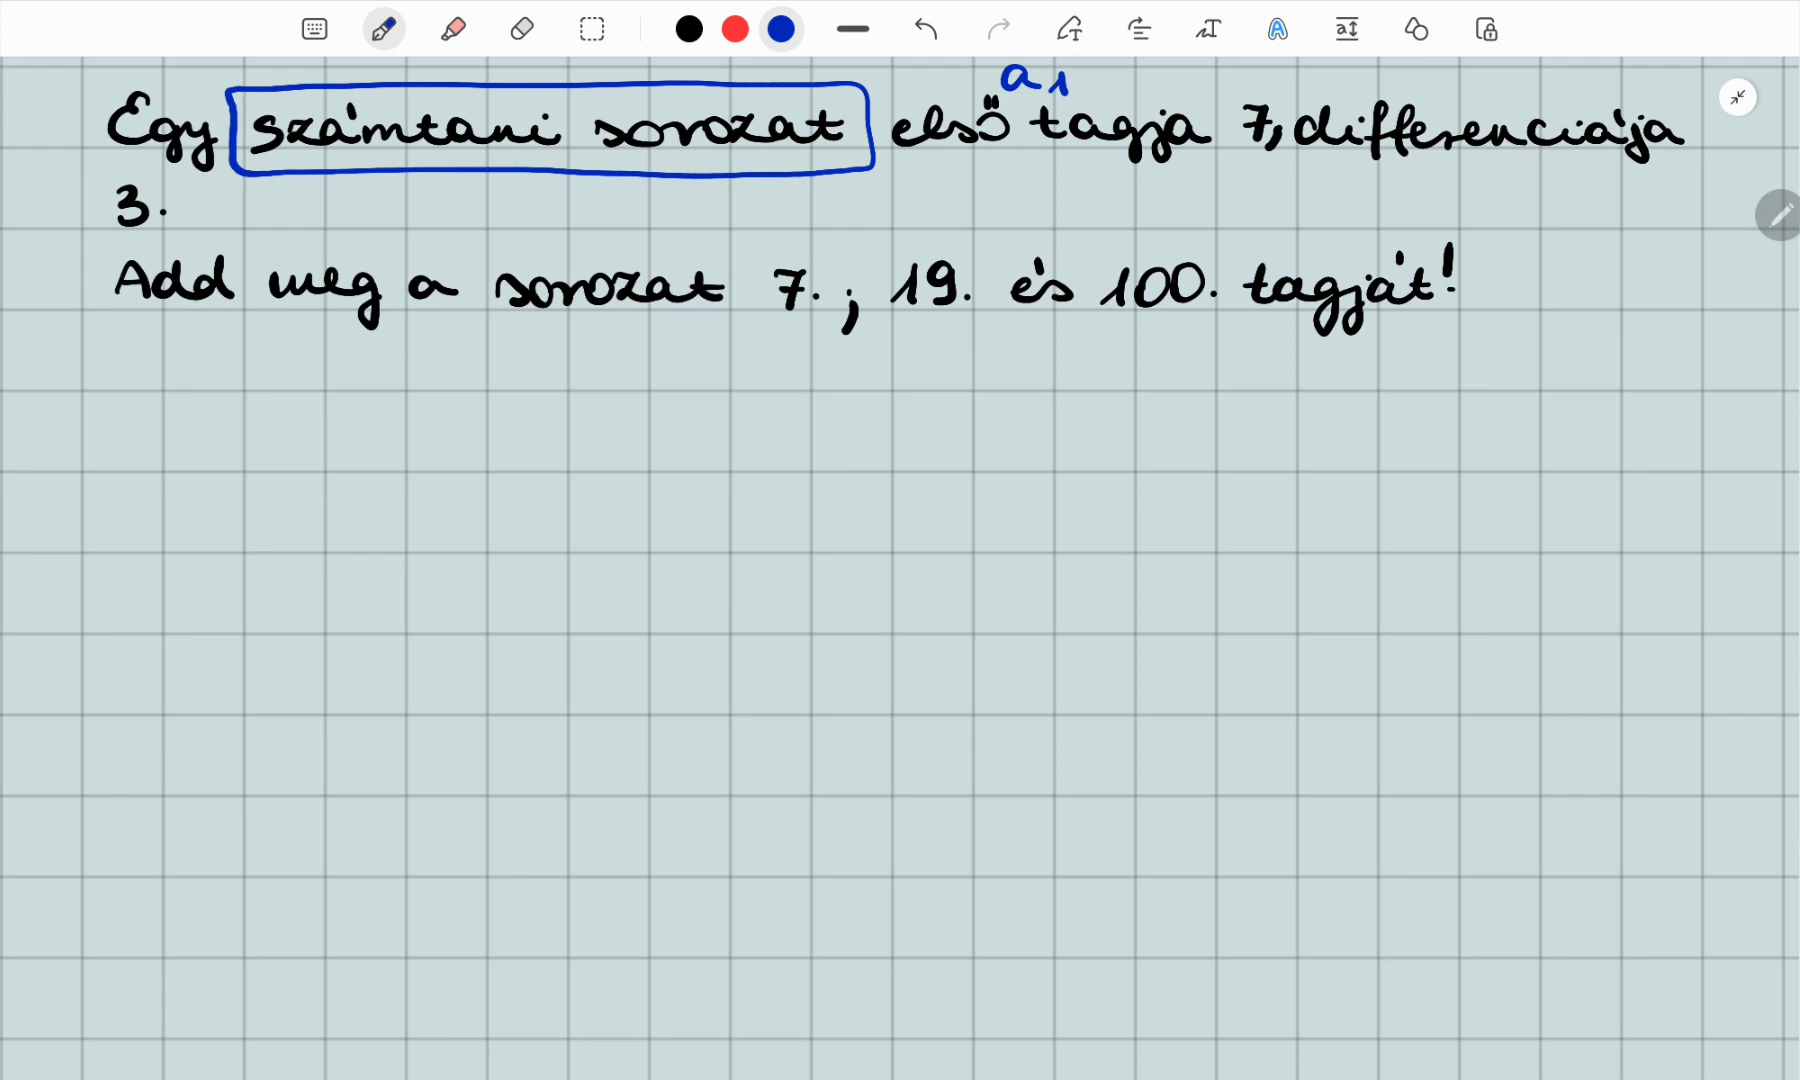 a1
Egy számtani sorozat első tagja 7, differenciája
3.
Add meg a sorozat 7.; 19. és 100. tagját!